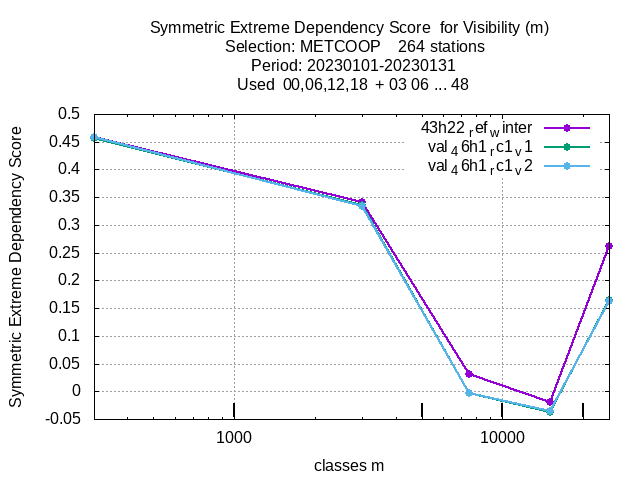 Symmetric Extreme Dependency Score for Visibility (m)
Selection: METCOOP 264 stations
Period: 20230101-20230131
Used 00,06,12,18 + 03 06 ... 48
43h22 ref winter
val 4 6h1 r c1 v 1
val 4 6h1 r c1 v 2
Symmetric Extreme Dependency Score
0.5
0.45
0.4
0.35
0.3
0.25
0.2
0.15
0.1
0.05
0
-0.05
1000 10000
classes m